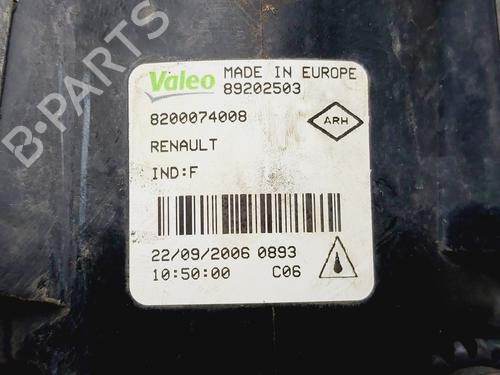 B-PARTS
Valeo MADE IN EUROPE
89202503
8200074008
ARH
RENAULT
IND:F
22/09/2006 0893
10:50:00 C06